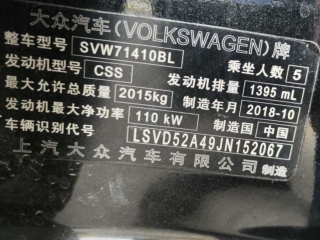 大众汽车(VOLKSWAGEN)牌
整车型号 SVW71410BL 乘坐人数 5
发动机型号 CSS 发动机排量 1395 mL
最大允许总质量 2015kg 制造年月 2018-10
发动机最大净功率 110 kW 制造国 中国
车辆识别代号 LSVD52A49JN152067
上汽大众汽车有限公司 制造